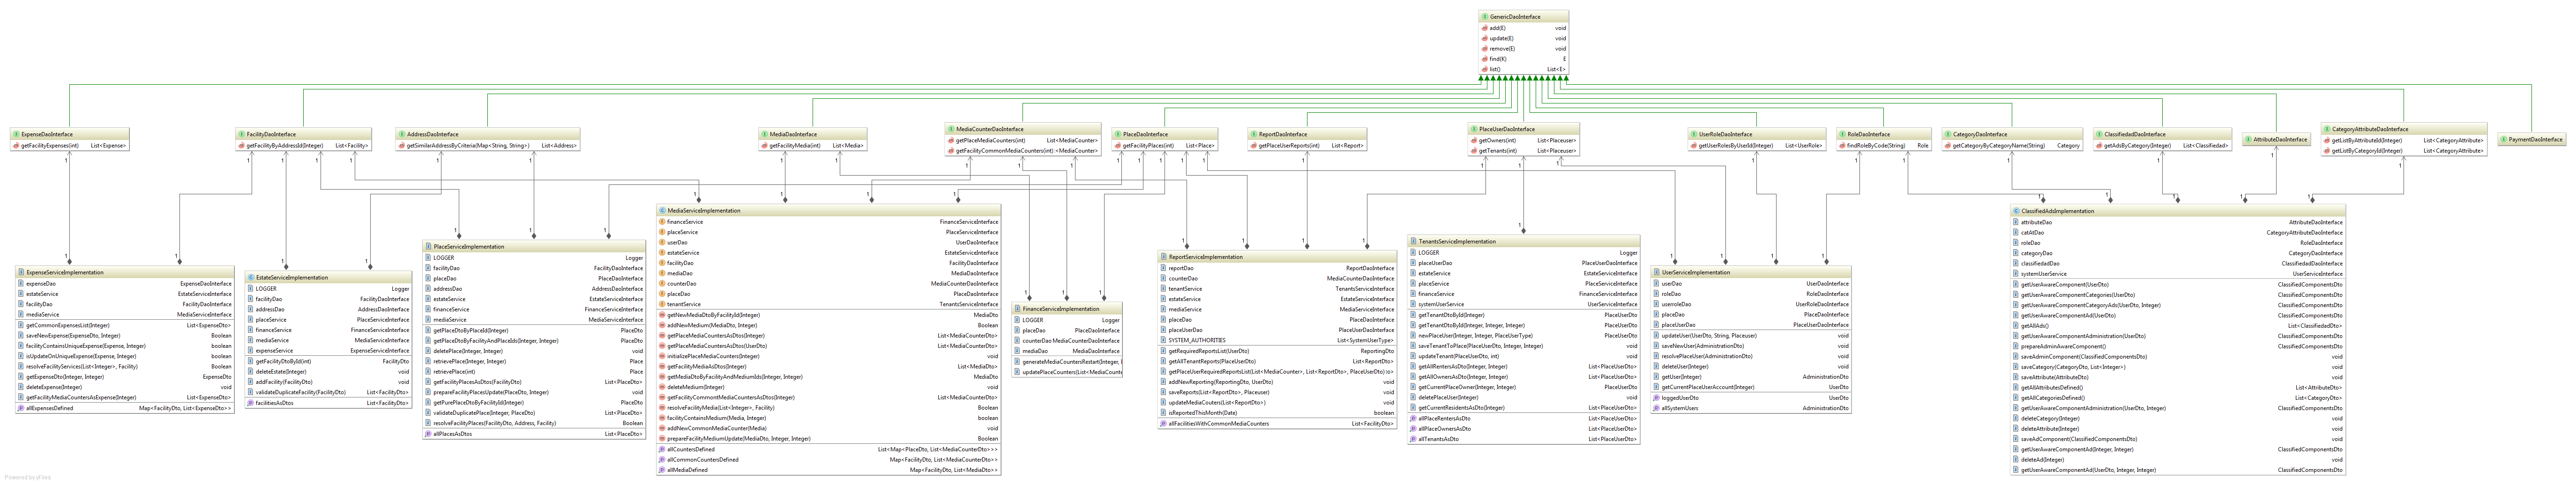 GenericDaoInterface
add(E) void
update(E) void
remove(E) void
find(K) E
list() List<E>
ExpenseDaoInterface
getFacilityExpenses(int) List<Expense>
FacilityDaoInterface
getFacilityByAddressId(Integer) List<Facility>
AddressDaoInterface
getSimilarAddressByCriteria(Map<String, String>) List<Address>
MediaDaoInterface
getFacilityMedia(int) List<Media>
MediaCounterDaoInterface
getPlaceMediaCounters(int) List<MediaCounter>
getFacilityCommonMediaCounters(int) <MediaCounter>
PlaceDaoInterface
getFacilityPlaces(int) List<Place>
ReportDaoInterface
getPlaceUserReports(int) List<Report>
PlaceUserDaoInterface
getOwners(int) List<Placeuser>
getTenants(int) List<Placeuser>
UserRoleDaoInterface
getUserRolesByUseId(Integer) List<UserRole>
RoleDaoInterface
findRoleByCode(String) Role
CategoryDaoInterface
getCategoryByCategoryName(String) Category
ClassifiedadDaoInterface
getAdsByCategory(Integer) List<Classifiedad>
AttributeDaoInterface
CategoryAttributeDaoInterface
getListByAttributeId(Integer) List<CategoryAttribute>
getListByCategoryId(Integer) List<CategoryAttribute>
PaymentDaoInterface
ExpenseServiceImplementation
expenseDao ExpenseDaoInterface
estateService EstateServiceInterface
facilityDao FacilityDaoInterface
mediaService MediaServiceInterface
getCommonExpensesList(Integer) List<ExpenseDto>
saveNewExpense(ExpenseDto, Integer) Boolean
facilityContainsUniqueExpense(Expense, Integer) boolean
isUpdateOnUniqueExpense(Expense, Integer) boolean
resolveFacilityServices(List<Integer>, Facility) Boolean
getExpenseDto(Integer, Integer) ExpenseDto
deleteExpense(Integer) void
getFacilityMediaCountersAsExpense(Integer) List<ExpenseDto>
allExpensesDefined Map<FacilityDto, List<ExpenseDto>>
EstateServiceImplementation
LOGGER Logger
facilityDao FacilityDaoInterface
addressDao AddressDaoInterface
placeService PlaceServiceInterface
financeService FinanceServiceInterface
mediaService MediaServiceInterface
expenseService ExpenseServiceInterface
getFacilityDtoById(int) FacilityDto
deleteEstate(Integer) void
addFacility(FacilityDto) void
validateDuplicateFacility(FacilityDto) List<FacilityDto>
facilitiesAsDtos List<FacilityDto>
PlaceServiceImplementation
LOGGER Logger
facilityDao FacilityDaoInterface
placeDao PlaceDaoInterface
addressDao AddressDaoInterface
estateService EstateServiceInterface
financeService FinanceServiceInterface
mediaService MediaServiceInterface
getPlaceDtoByPlaceId(Integer) PlaceDto
getPlaceDtoByFacilityAndPlaceIds(Integer, Integer) PlaceDto
deletePlace(Integer, Integer) void
retrievePlace(Integer, Integer) Place
retrievePlace(int) Place
getFacilityPlacesAsDtos(FacilityDto) List<PlaceDto>
prepareFacilityPlacesUpdate(PlaceDto, Integer) void
getPurePlaceDtoByFacilityId(Integer) PlaceDto
validateDuplicatePlace(Integer, PlaceDto) List<PlaceDto>
resolveFacilityPlaces(FacilityDto, Address, Facility) Boolean
allPlacesAsDtos List<PlaceDto>
MediaServiceImplementation
financeService FinanceServiceInterface
placeService PlaceServiceInterface
userDao UserDaoInterface
estateService EstateServiceInterface
facilityDao FacilityDaoInterface
mediaDao MediaDaoInterface
counterDao MediaCounterDaoInterface
placeDao PlaceDaoInterface
tenantService TenantsServiceInterface
getNewMediaDtoByFacilityId(Integer) MediaDto
addNewMedium(MediaDto, Integer) Boolean
getPlaceMediaCountersAsDtos(Integer) List<MediaCounterDto>
getPlaceMediaCountersAsDtos(UserDto) List<MediaCounterDto>
initializePlaceMediaCounters(Integer) void
getFacilityMediaAsDtos(Integer) List<MediaDto>
getMediaDtoByFacilityAndMediumIds(Integer, Integer) MediaDto
deleteMedium(Integer) void
getFacilityCommontMediaCountersAsDtos(Integer) List<MediaCounterDto>
resolveFacilityMedia(List<Integer>, Facility) Boolean
facilityContainsMedium(Media, Integer) boolean
addNewCommonMediaCounter(Media) void
prepareFacilityMediumUpdate(MediaDto, Integer, Integer) Boolean
allCountersDefined List<Map<PlaceDto, List<MediaCounterDto>>>
allCommonCountersDefined Map<FacilityDto, List<MediaCounterDto>>
allMediaDefined Map<FacilityDto, List<MediaDto>>
FinanceServiceImplementation
LOGGER Logger
placeDao PlaceDaoInterface
counterDao MediaCounterDaoInterface
mediaDao MediaDaoInterface
generateMediaCountersRestart(Integer, I
updatePlaceCounters(List<MediaCount
ReportServiceImplementation
reportDao ReportDaoInterface
counterDao MediaCounterDaoInterface
tenantService TenantsServiceInterface
estateService EstateServiceInterface
mediaService MediaServiceInterface
placeDao PlaceDaoInterface
placeUserDao PlaceUserDaoInterface
SYSTEM_AUTHORITIES List<SystemUserType>
getRequiredReportsList(UserDto) ReportingDto
getAllTenantReports(PlaceUserDto) List<ReportDto>
getPlaceUserRequiredReportsList(List<MediaCounter>, List<ReportDto>, PlaceUserDto)
addNewReporting(ReportingDto, UserDto) void
saveReports(List<ReportDto>, Placeuser) void
updateMediaCouters(List<ReportDto>) void
isReportedThisMonth(Date) boolean
allFacilitiesWithCommonMediaCounters List<FacilityDto>
TenantsServiceImplementation
LOGGER Logger
placeUserDao PlaceUserDaoInterface
estateService EstateServiceInterface
placeService PlaceServiceInterface
financeService FinanceServiceInterface
systemUserService UserServiceInterface
getTenantDtoById(Integer) PlaceUserDto
getTenantDtoById(Integer, Integer, Integer) PlaceUserDto
newPlaceUser(Integer, Integer, PlaceUserType) PlaceUserDto
saveTenantToPlace(PlaceUserDto, Integer, Integer) void
updateTenant(PlaceUserDto, int) void
getAllRentersAsDto(Integer, Integer) List<PlaceUserDto>
getAllOwnersAsDto(Integer, Integer) List<PlaceUserDto>
getCurrentPlaceOwner(Integer, Integer) PlaceUserDto
deletePlaceUser(Integer) void
getCurrentResidentsAsDto(Integer) List<PlaceUserDto>
allPlaceRentersAsDto List<PlaceUserDto>
allPlaceOwnersAsDto List<PlaceUserDto>
allTenantsAsDto List<PlaceUserDto>
UserServiceImplementation
userDao UserDaoInterface
roleDao RoleDaoInterface
userroleDao UserRoleDaoInterface
placeDao PlaceDaoInterface
placeUserDao PlaceUserDaoInterface
updateUser(UserDto, String, Placeuser) void
saveNewUser(AdministrationDto) void
resolvePlaceUser(AdministrationDto) void
deleteUser(Integer) void
getUser(Integer) AdministrationDto
getCurrentPlaceUserAccount(Integer) UserDto
loggedUserDto UserDto
allSystemUsers AdministrationDto
ClassifiedAdsImplementation
attributeDao AttributeDaoInterface
catAtDao CategoryAttributeDaoInterface
roleDao RoleDaoInterface
categoryDao CategoryDaoInterface
classifiedadDao ClassifiedadDaoInterface
systemUserService UserServiceInterface
getUserAwareComponent(UserDto) ClassifiedComponentsDto
getUserAwareComponentCategories(UserDto) ClassifiedComponentsDto
getUserAwareComponentCategoryAds(UserDto, Integer) ClassifiedComponentsDto
getUserAwareComponentAd(UserDto) ClassifiedComponentsDto
getAllAds() List<ClassifiedadDto>
getUserAwareComponentAdministration(UserDto) ClassifiedComponentsDto
prepareAdminAwareComponent() ClassifiedComponentsDto
saveAdminComponent(ClassifiedComponentsDto) void
saveCategory(CategoryDto, List<Integer>) void
saveAttribute(AttributeDto) void
getAllAttributesDefined() List<AttributeDto>
getAllCategoriesDefined() List<CategoryDto>
getUserAwareComponentAdministration(UserDto, Integer) ClassifiedComponentsDto
deleteCategory(Integer) void
deleteAttribute(Integer) void
saveAdComponent(ClassifiedComponentsDto) void
getUserAwareComponentAd(Integer, Integer) ClassifiedComponentsDto
deleteAd(Integer) void
getUserAwareComponentAd(UserDto, Integer, Integer) ClassifiedComponentsDto
Powered by yFiles